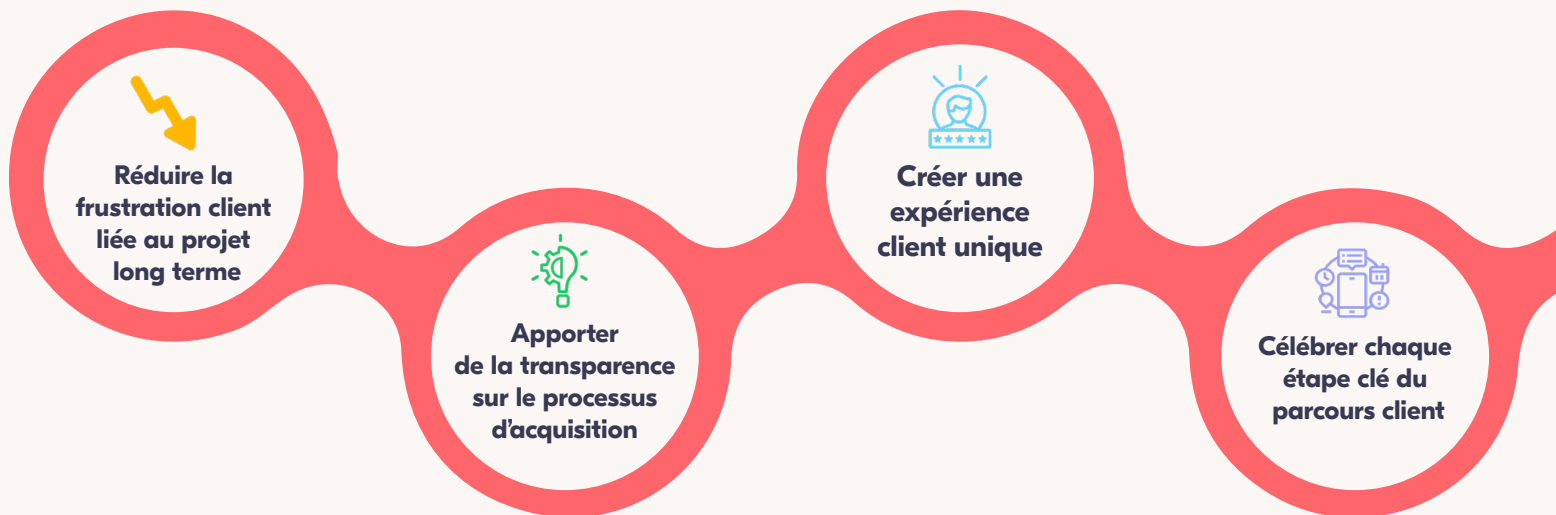 Réduire la
frustration client
liée au projet
long terme
Apporter
de la transparence
sur le processus
d'acquisition
Créer une
expérience
client unique
Célébrer chaque
étape clé du
parcours client